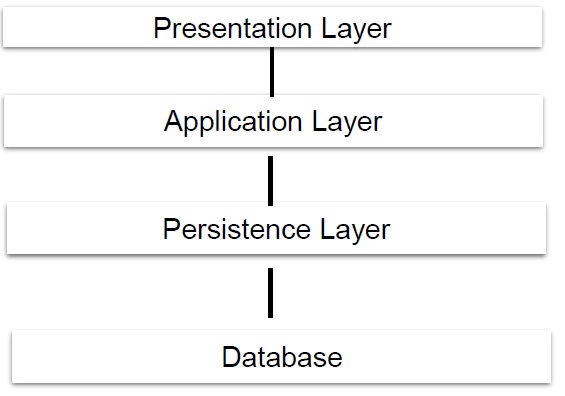 Presentation Layer
Application Layer
Persistence Layer
Database